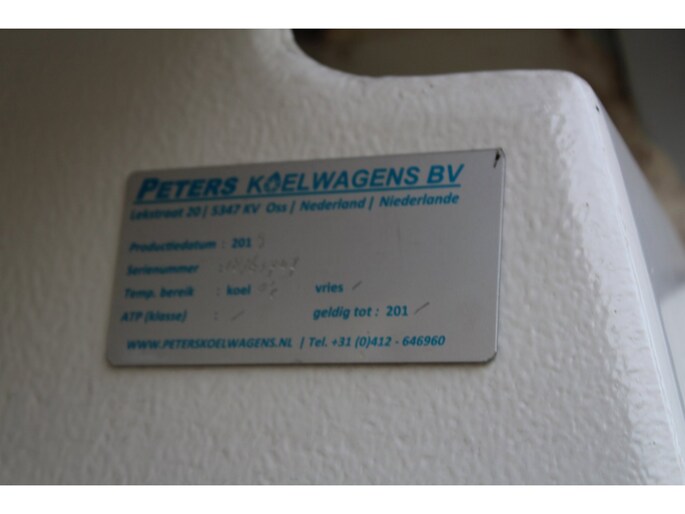 PETERS KOELWAGENS BV
Lekstraat 20 | 5347 KV Oss | Nederland | Niederlande
Productiedatum : 201
Serienummer :
Temp. bereik : koel vries /
ATP (klasse) : / geldig tot : 201 /
WWW.PETERSKOELWAGENS.NL | Tel. +31 (0)412 - 646960